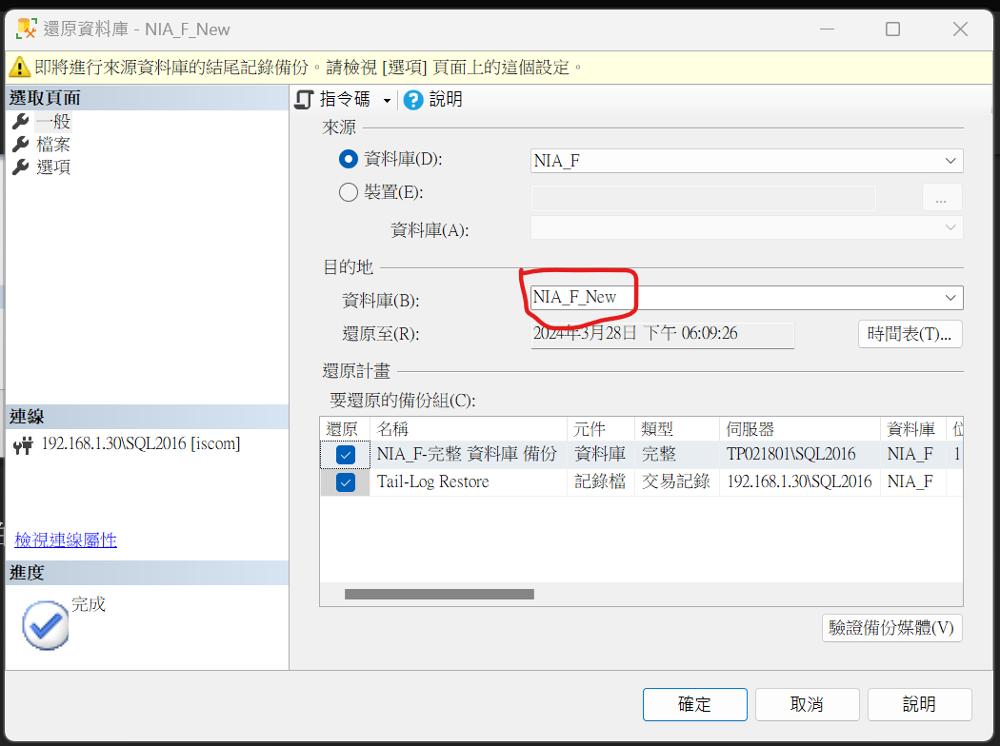 還原資料庫 - NIA_F_New
即將進行來源資料庫的結尾記錄備份。請檢視 [選項] 頁面上的這個設定。
選取頁面
一般
檔案
選項
連線
192.168.1.30\SQL2016 [iscom]
檢視連線屬性
進度
完成
指令碼 說明
來源
資料庫(D): NIA_F
裝置(E): ...
資料庫(A):
目的地
資料庫(B): NIA_F_New
還原至(R): 2024年3月28日 下午 06:09:26 時間表(T)...
還原計畫
要還原的備份組(C):
還原 名稱 元件 類型 伺服器 資料庫
NIA_F-完整 資料庫 備份 資料庫 完整 TP021801\SQL2016 NIA_F 1
Tail-Log Restore 記錄檔 交易記錄 192.168.1.30\SQL2016 NIA_F
驗證備份媒體(V)
確定 取消 說明